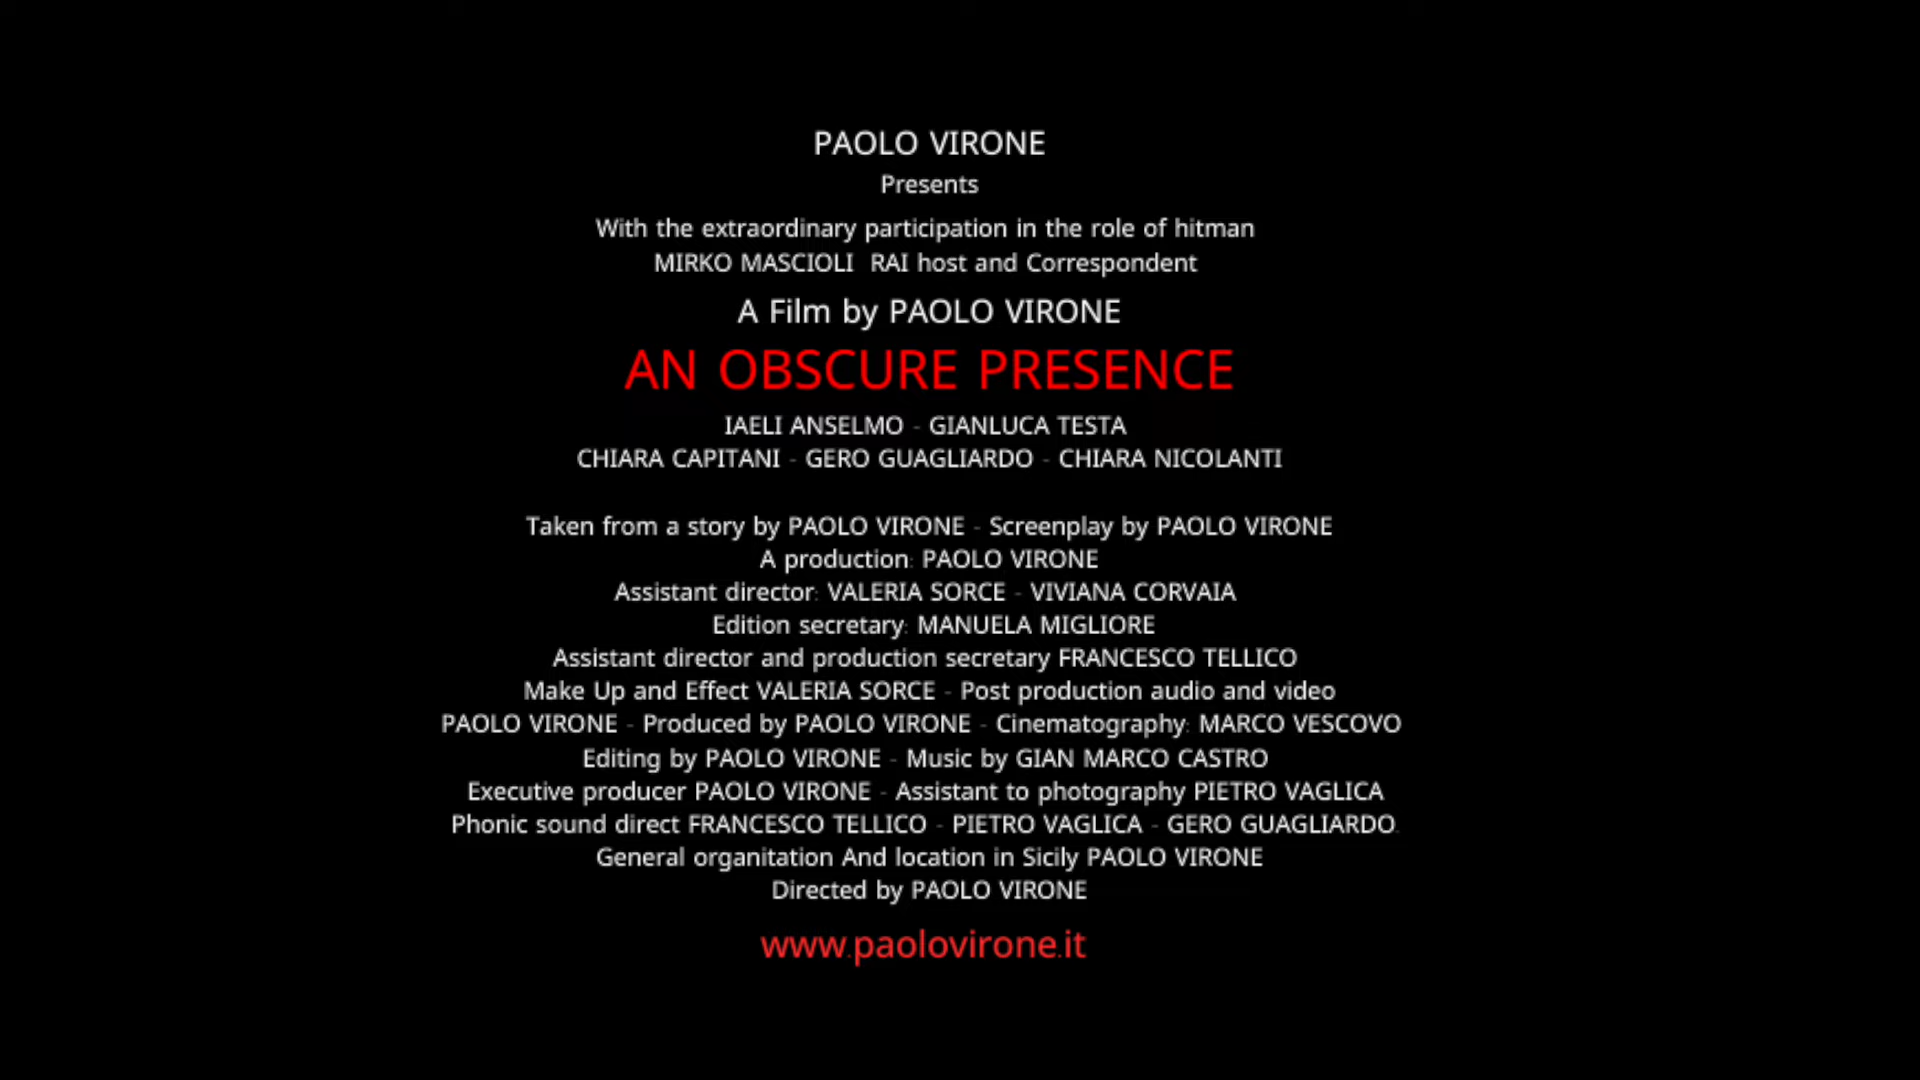 PAOLO VIRONE
Presents
With the extraordinary participation in the role of hitman
MIRKO MASCIOLI RAI host and Correspondent
A Film by PAOLO VIRONE
AN OBSCURE PRESENCE
IAELI ANSELMO - GIANLUCA TESTA
CHIARA CAPITANI - GERO GUAGLIARDO - CHIARA NICOLANTI
Taken from a story by PAOLO VIRONE - Screenplay by PAOLO VIRONE
A production: PAOLO VIRONE
Assistant director: VALERIA SORCE - VIVIANA CORVAIA
Edition secretary: MANUELA MIGLIORE
Assistant director and production secretary FRANCESCO TELLICO
Make Up and Effect VALERIA SORCE - Post production audio and video
PAOLO VIRONE - Produced by PAOLO VIRONE - Cinematography: MARCO VESCOVO
Editing by PAOLO VIRONE - Music by GIAN MARCO CASTRO
Executive producer PAOLO VIRONE - Assistant to photography PIETRO VAGLICA
Phonic sound direct FRANCESCO TELLICO - PIETRO VAGLICA - GERO GUAGLIARDO.
General organitation And location in Sicily PAOLO VIRONE
Directed by PAOLO VIRONE
www.paolovirone.it